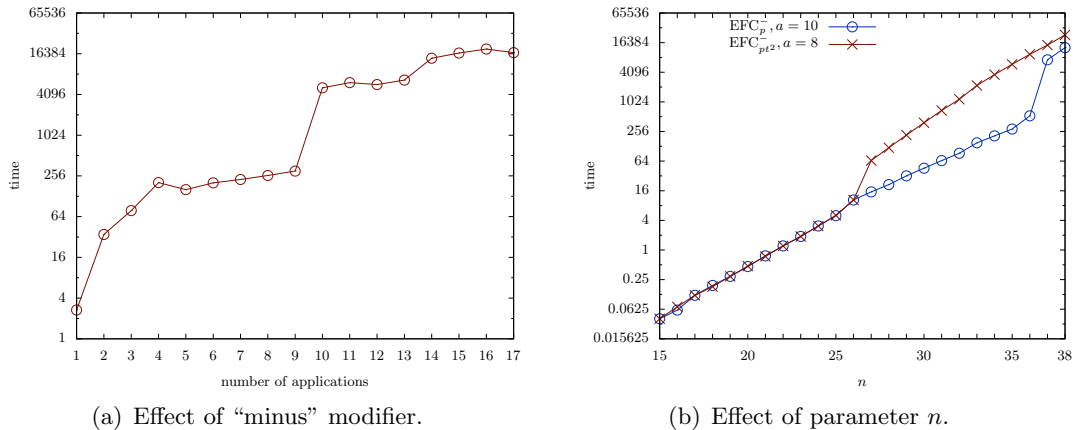 65536
16384
4096
1024
256
64
16
4
1
time
1 2 3 4 5 6 7 8 9 10 11 12 13 14 15 16 17
number of applications
(a) Effect of “minus” modifier.
65536
16384
4096
1024
256
64
16
4
1
0.25
0.0625
0.015625
time
EFC⁻ₚ, a = 10
EFC⁻ₚₜ₂, a = 8
15 20 25 30 35 38
n
(b) Effect of parameter n.